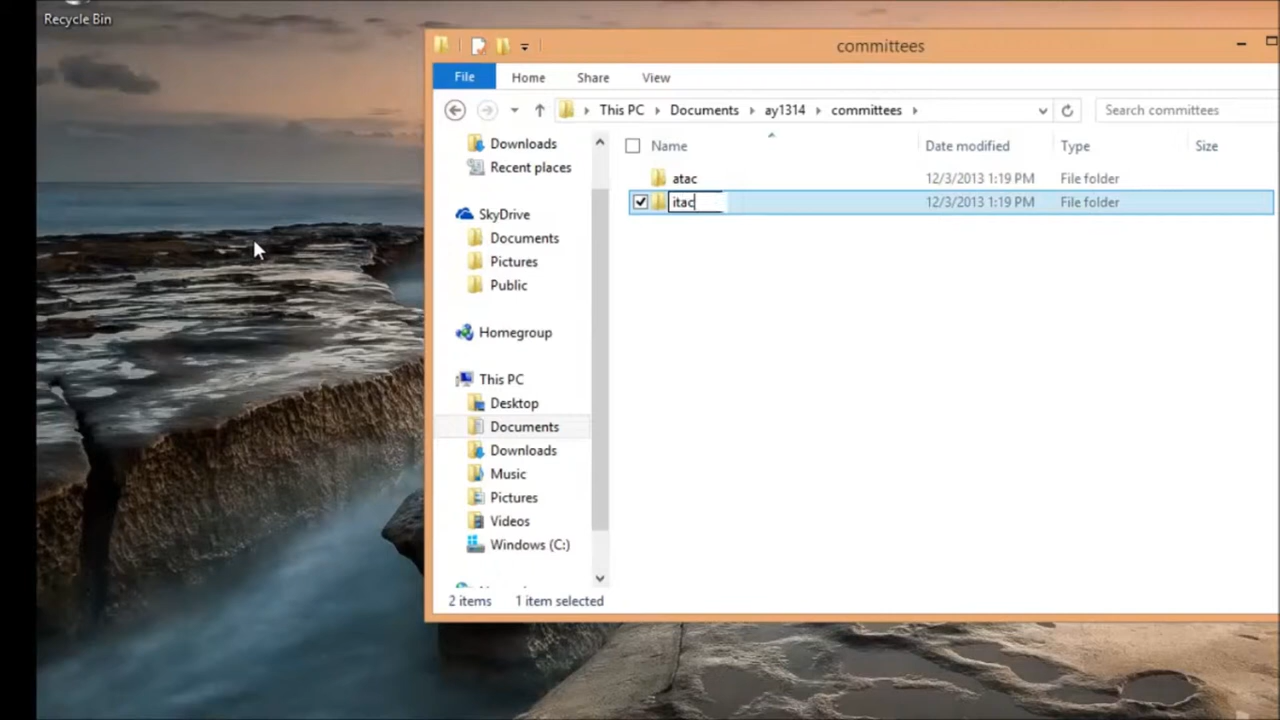 Recycle Bin
committees
File Home Share View
This PC Documents ay1314 committees
Search committees
Name Date modified Type Size
atac 12/3/2013 1:19 PM File folder
itac 12/3/2013 1:19 PM File folder
Downloads
Recent places
SkyDrive
Documents
Pictures
Public
Homegroup
This PC
Desktop
Documents
Downloads
Music
Pictures
Videos
Windows (C:)
2 items 1 item selected